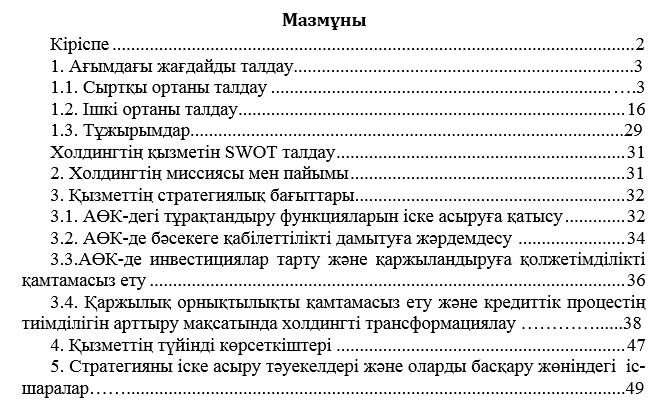 Мазмұны
Кіріспе ........................................................................................2
1. Ағымдағы жағдайды талдау........................................................3
1.1. Сыртқы ортаны талдау ........................................................….3
1.2. Ішкі ортаны талдау................................................................16
1.3. Тұжырымдар.........................................................................29
Холдингтің қызметін SWOT талдау................................................31
2. Холдингтің миссиясы мен пайымы..............................................31
3. Қызметтің стратегиялық бағыттары.............................................32
3.1. АӨК-дегі тұрақтандыру функцияларын іске асыруға қатысу...........32
3.2. АӨК-де бәсекеге қабілеттілікті дамытуға жәрдемдесу ..................34
3.3.АӨК-де инвестициялар тарту және қаржыландыруға қолжетімділікті
қамтамасыз ету ............................................................................36
3.4. Қаржылық орнықтылықты қамтамасыз ету және кредиттік процестің
тиімділігін арттыру мақсатында холдингті трансформациялау ………….......38
4. Қызметтің түйінді көрсеткіштері ................................................47
5. Стратегияны іске асыру тәуекелдері және оларды басқару жөніндегі іс-
шаралар……..............................................................................49